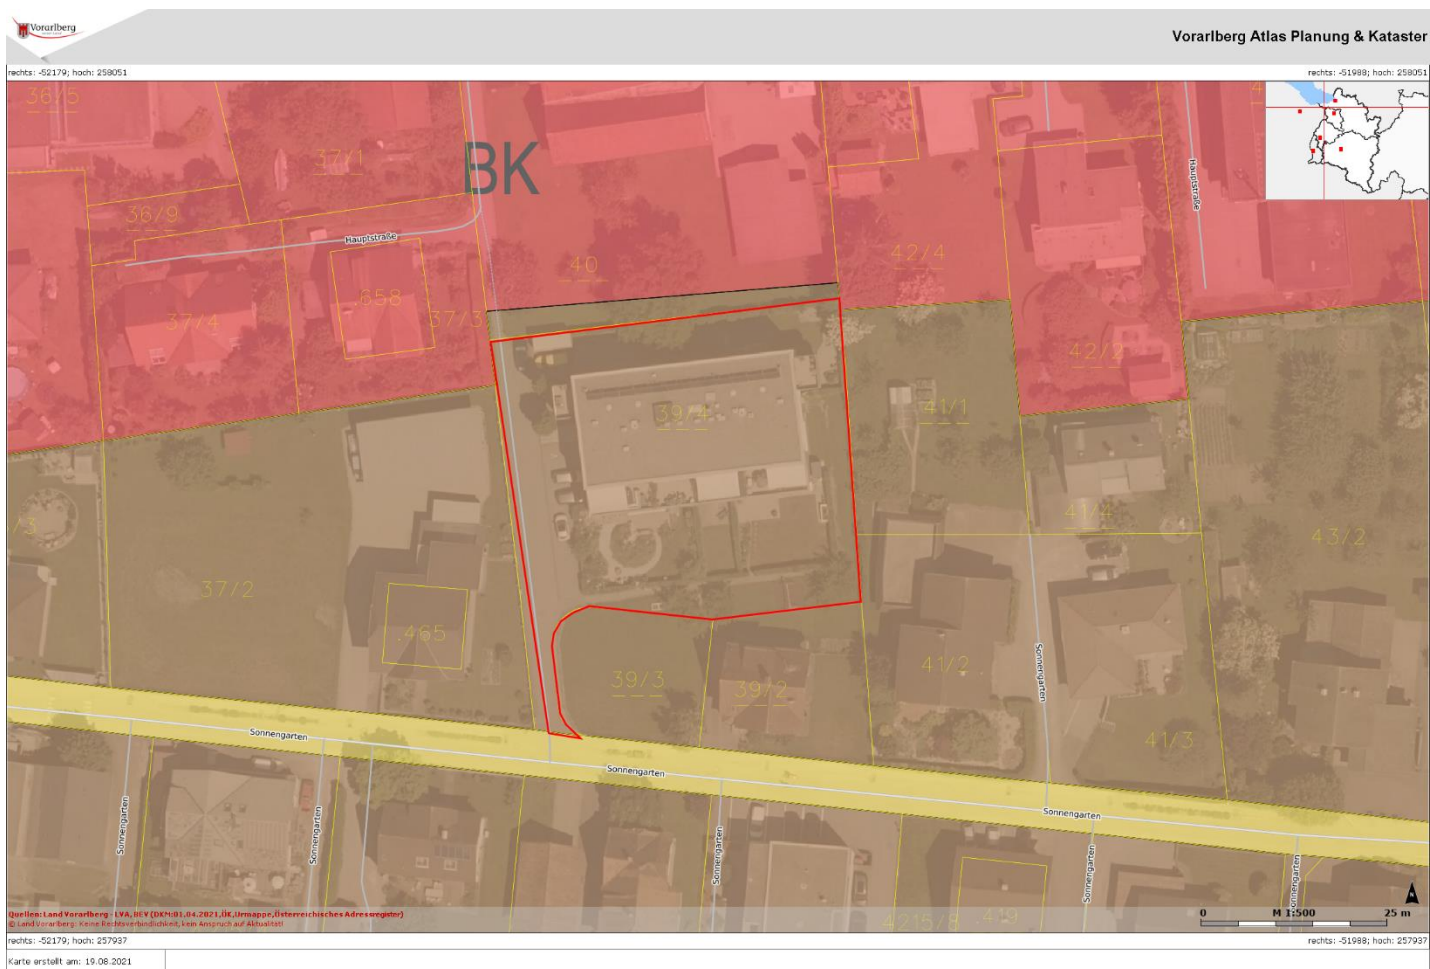 Vorarlberg
Vorarlberg Atlas Planung & Kataster
rechts: -52179; hoch: 258051
rechts: -51988; hoch: 258051
36/5
37/1
BK
36/9
Hauptstraße
Hauptstraße
40
42/4
.658
37/4
37/3
42/2
39/4
41/1
41/4
/3
43/2
37/2
.465
39/3
39/2
41/2
Sonnengarten
41/3
Sonnengarten
Sonnengarten
Sonnengarten
Sonnengarten
Sonnengarten
Sonnengarten
Sonnengarten
Sonnengarten
4215/8
419
Quellen: Land Vorarlberg - LVA, BEV (DKM:01.04.2021,ÖK,Urmappe,Österreichisches Adressregister)
© Land Vorarlberg: Keine Rechtsverbindlichkeit, kein Anspruch auf Aktualität!
0 M 1:500 25 m
rechts: -52179; hoch: 257937
rechts: -51988; hoch: 257937
Karte erstellt am: 19.08.2021